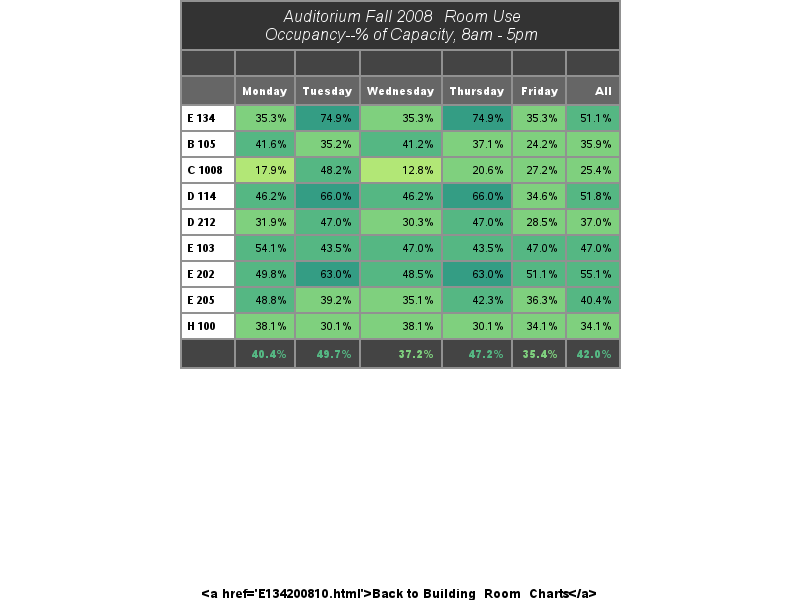 Auditorium Fall 2008 Room Use
Occupancy--% of Capacity, 8am - 5pm
Monday Tuesday Wednesday Thursday Friday All
E 134 35.3% 74.9% 35.3% 74.9% 35.3% 51.1%
B 105 41.6% 35.2% 41.2% 37.1% 24.2% 35.9%
C 1008 17.9% 48.2% 12.8% 20.6% 27.2% 25.4%
D 114 46.2% 66.0% 46.2% 66.0% 34.6% 51.8%
D 212 31.9% 47.0% 30.3% 47.0% 28.5% 37.0%
E 103 54.1% 43.5% 47.0% 43.5% 47.0% 47.0%
E 202 49.8% 63.0% 48.5% 63.0% 51.1% 55.1%
E 205 48.8% 39.2% 35.1% 42.3% 36.3% 40.4%
H 100 38.1% 30.1% 38.1% 30.1% 34.1% 34.1%
40.4% 49.7% 37.2% 47.2% 35.4% 42.0%
<a href='E134200810.html'>Back to Building Room Charts</a>